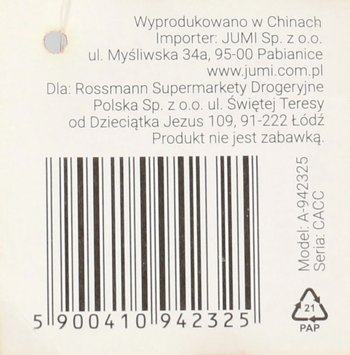 Wyprodukowano w Chinach
Importer: JUMI Sp. z o.o.
ul. Myśliwska 34a, 95-00 Pabianice
www.jumi.com.pl
Dla: Rossmann Supermarkety Drogeryjne
Polska Sp. z o.o. ul. Świętej Teresy
od Dzieciątka Jezus 109, 91-222 Łódź
Produkt nie jest zabawką.
Model: A-942325
Seria: CACC
5 900410 942325
21
PAP